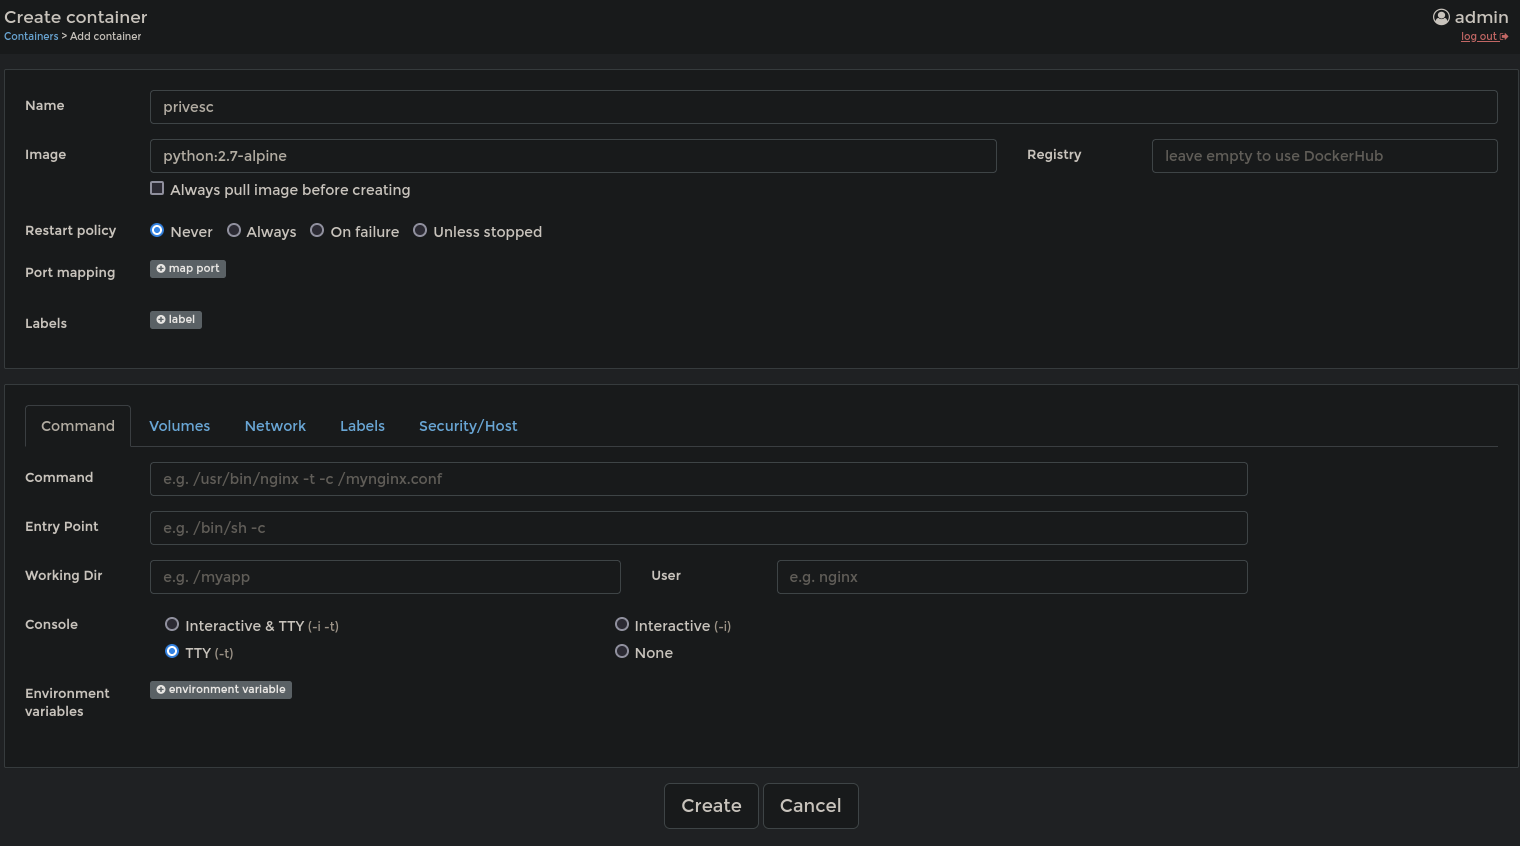 Create container
admin
Containers > Add container
log out
Name
privesc
Image
python:2.7-alpine
Registry
leave empty to use DockerHub
Always pull image before creating
Restart policy
Never
Always
On failure
Unless stopped
Port mapping
map port
Labels
label
Command
Volumes
Network
Labels
Security/Host
Command
e.g. /usr/bin/nginx -t -c /mynginx.conf
Entry Point
e.g. /bin/sh -c
Working Dir
e.g. /myapp
User
e.g. nginx
Console
Interactive & TTY (-i -t)
Interactive (-i)
TTY (-t)
None
Environment
variables
environment variable
Create
Cancel